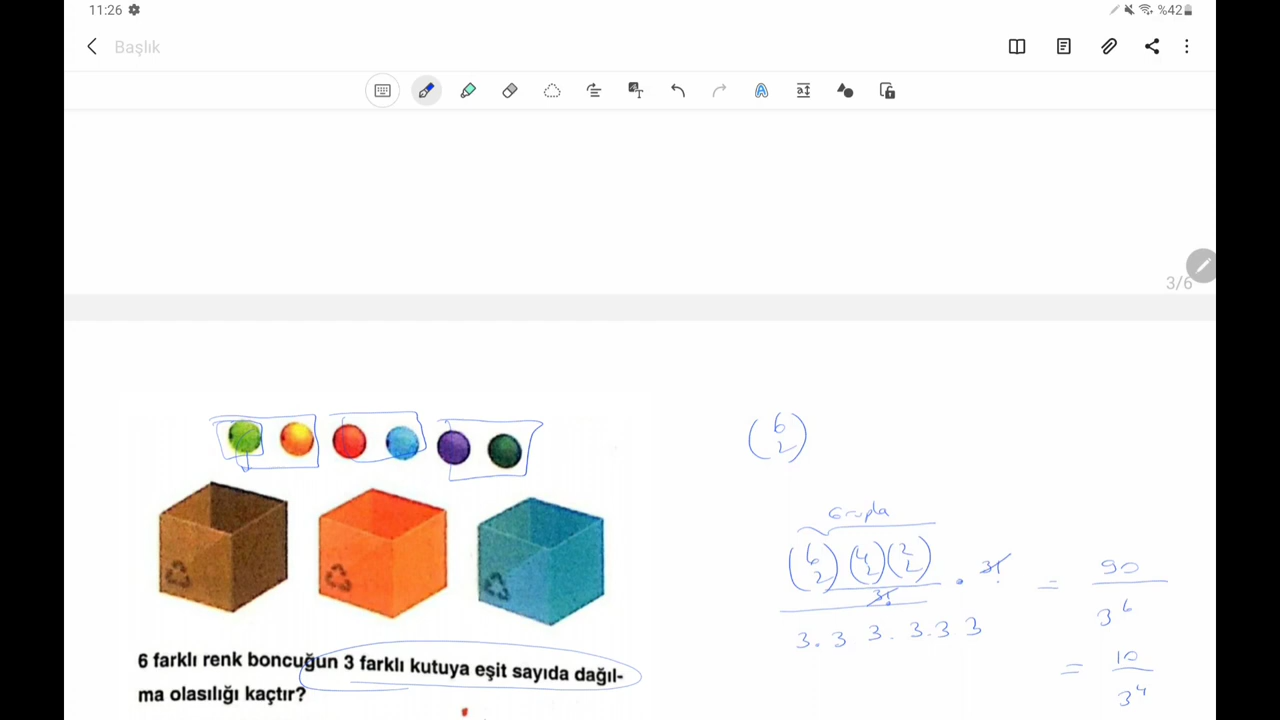 11:26
%42
Başlık
3/6
(6 2)
Grupla
(6 2) (4 2) (2 2)
3! . 3! = 90 / 3^6
3.3 3.3.3 3
= 10 / 3^4
6 farklı renk boncuğun 3 farklı kutuya eşit sayıda dağıl-
ma olasılığı kaçtır?